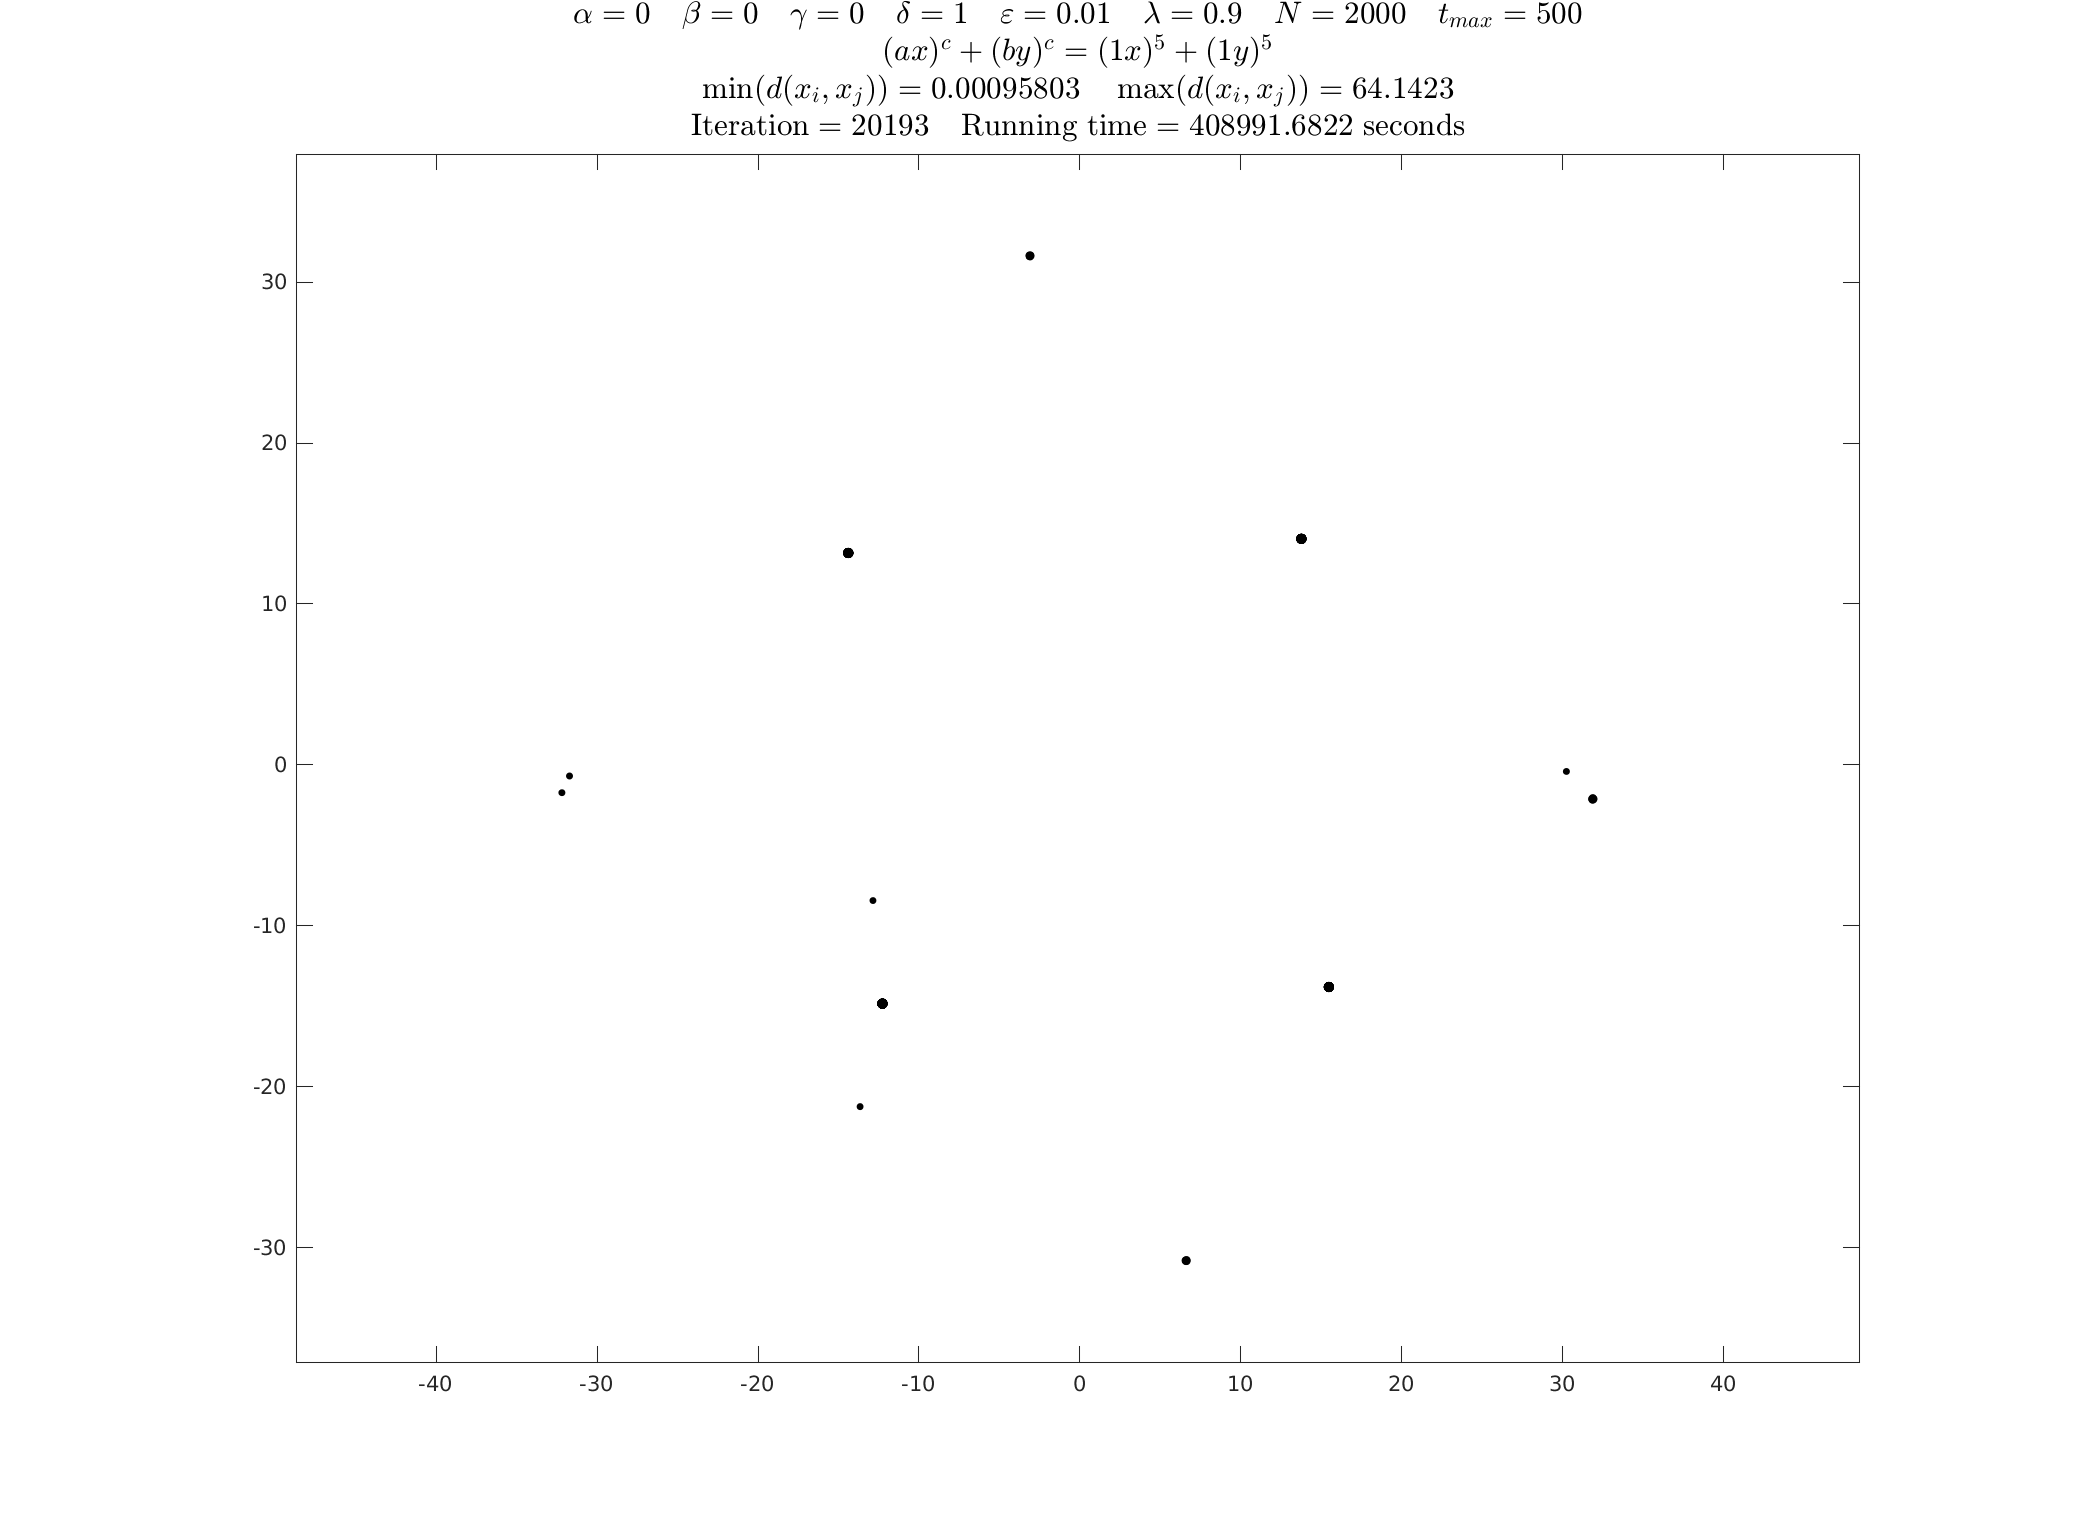 α = 0 β = 0 γ = 0 δ = 1 ε = 0.01 λ = 0.9 N = 2000 t_{max} = 500
(ax)^c + (by)^c = (1x)^5 + (1y)^5
min(d(x_i, x_j)) = 0.00095803 max(d(x_i, x_j)) = 64.1423
Iteration = 20193 Running time = 408991.6822 seconds
30
20
10
0
-10
-20
-30
-40 -30 -20 -10 0 10 20 30 40